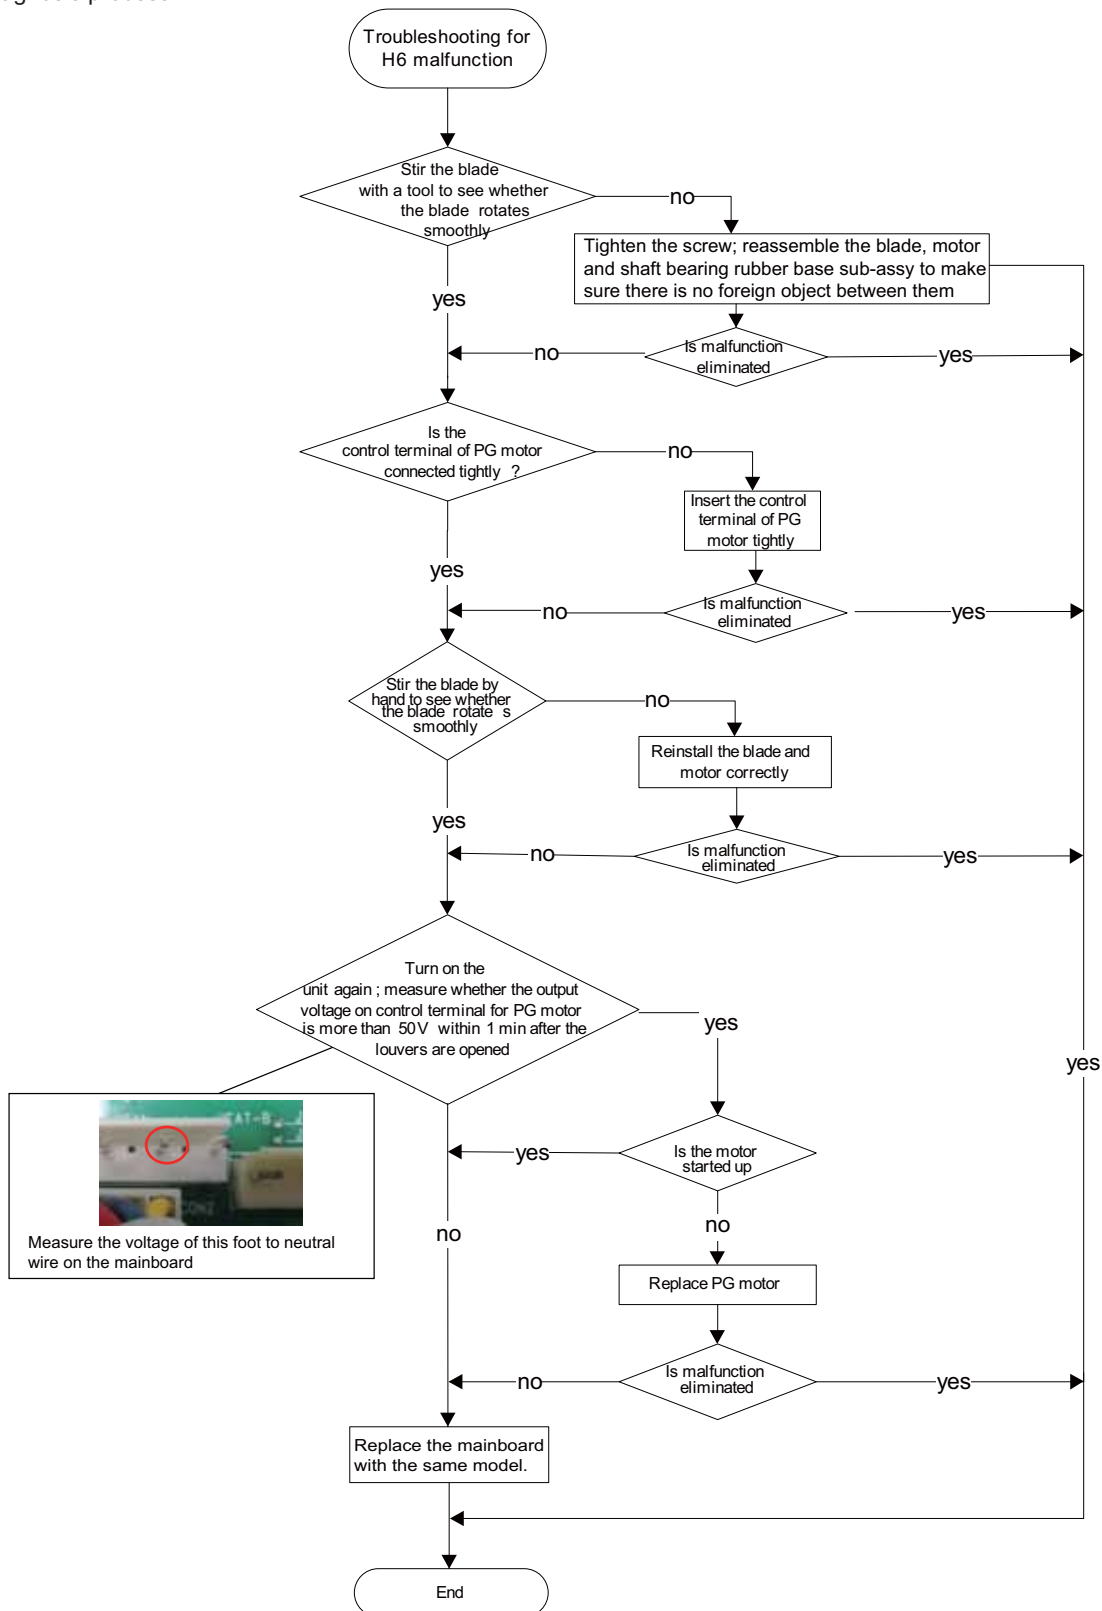 Troubleshooting for
H6 malfunction
Stir the blade
with a tool to see whether
the blade rotates
smoothly
no
Tighten the screw; reassemble the blade, motor
and shaft bearing rubber base sub-assy to make
sure there is no foreign object between them
yes
Is malfunction
eliminated
no
yes
Is the
control terminal of PG motor
connected tightly ?
no
Insert the control
terminal of PG
motor tightly
yes
Is malfunction
eliminated
no
yes
Stir the blade by
hand to see whether
the blade rotate s
smoothly
no
Reinstall the blade and
motor correctly
yes
Is malfunction
eliminated
no
yes
Turn on the
unit again ; measure whether the output
voltage on control terminal for PG motor
is more than 50V within 1 min after the
louvers are opened
yes
yes
TAT-B
CON2
Measure the voltage of this foot to neutral
wire on the mainboard
Is the motor
started up
yes
no
no
Replace PG motor
Is malfunction
eliminated
no
yes
Replace the mainboard
with the same model.
End